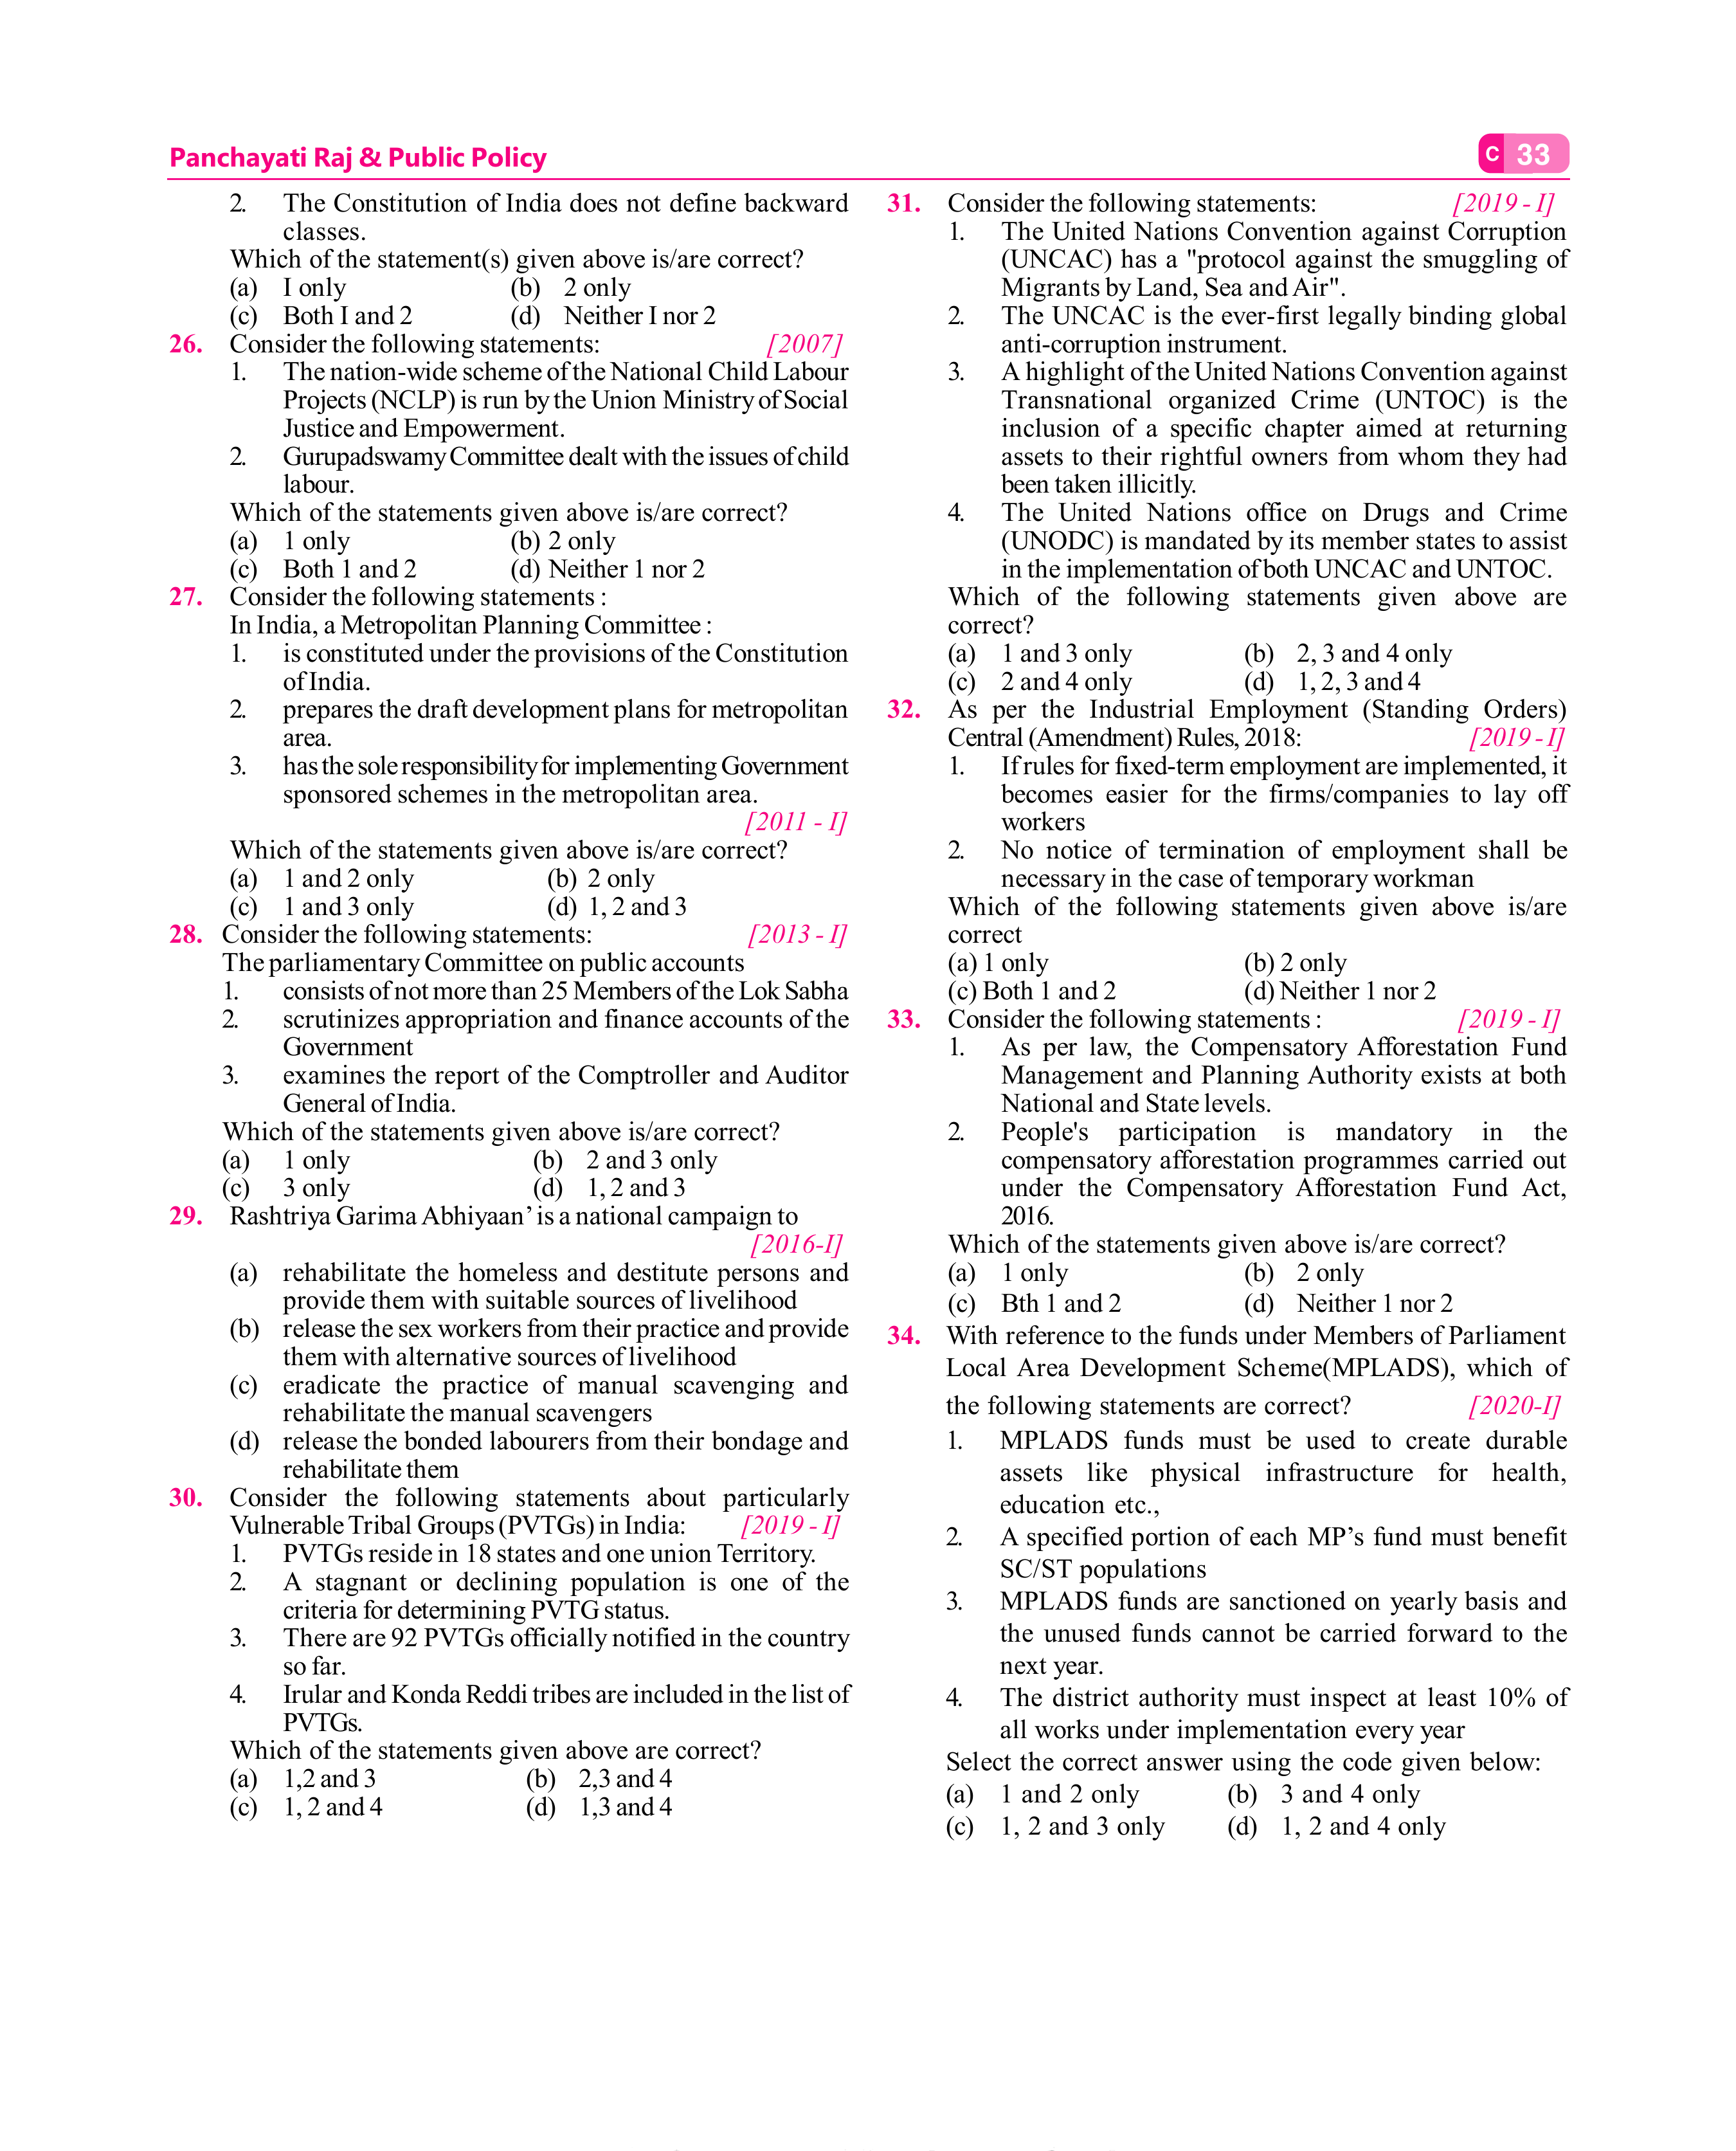 Panchayati Raj & Public Policy
C 33
2. The Constitution of India does not define backward
classes.
Which of the statement(s) given above is/are correct?
(a) I only (b) 2 only
(c) Both I and 2 (d) Neither I nor 2
26. Consider the following statements: [2007]
1. The nation-wide scheme of the National Child Labour
Projects (NCLP) is run by the Union Ministry of Social
Justice and Empowerment.
2. Gurupadswamy Committee dealt with the issues of child
labour.
Which of the statements given above is/are correct?
(a) 1 only (b) 2 only
(c) Both 1 and 2 (d) Neither 1 nor 2
27. Consider the following statements :
In India, a Metropolitan Planning Committee :
1. is constituted under the provisions of the Constitution
of India.
2. prepares the draft development plans for metropolitan
area.
3. has the sole responsibility for implementing Government
sponsored schemes in the metropolitan area.
[2011 - I]
Which of the statements given above is/are correct?
(a) 1 and 2 only (b) 2 only
(c) 1 and 3 only (d) 1, 2 and 3
28. Consider the following statements: [2013 - I]
The parliamentary Committee on public accounts
1. consists of not more than 25 Members of the Lok Sabha
2. scrutinizes appropriation and finance accounts of the
Government
3. examines the report of the Comptroller and Auditor
General of India.
Which of the statements given above is/are correct?
(a) 1 only (b) 2 and 3 only
(c) 3 only (d) 1, 2 and 3
29. Rashtriya Garima Abhiyaan’ is a national campaign to
[2016-I]
(a) rehabilitate the homeless and destitute persons and
provide them with suitable sources of livelihood
(b) release the sex workers from their practice and provide
them with alternative sources of livelihood
(c) eradicate the practice of manual scavenging and
rehabilitate the manual scavengers
(d) release the bonded labourers from their bondage and
rehabilitate them
30. Consider the following statements about particularly
Vulnerable Tribal Groups (PVTGs) in India: [2019 - I]
1. PVTGs reside in 18 states and one union Territory.
2. A stagnant or declining population is one of the
criteria for determining PVTG status.
3. There are 92 PVTGs officially notified in the country
so far.
4. Irular and Konda Reddi tribes are included in the list of
PVTGs.
Which of the statements given above are correct?
(a) 1,2 and 3 (b) 2,3 and 4
(c) 1, 2 and 4 (d) 1,3 and 4
31. Consider the following statements: [2019 - I]
1. The United Nations Convention against Corruption
(UNCAC) has a "protocol against the smuggling of
Migrants by Land, Sea and Air".
2. The UNCAC is the ever-first legally binding global
anti-corruption instrument.
3. A highlight of the United Nations Convention against
Transnational organized Crime (UNTOC) is the
inclusion of a specific chapter aimed at returning
assets to their rightful owners from whom they had
been taken illicitly.
4. The United Nations office on Drugs and Crime
(UNODC) is mandated by its member states to assist
in the implementation of both UNCAC and UNTOC.
Which of the following statements given above are
correct?
(a) 1 and 3 only (b) 2, 3 and 4 only
(c) 2 and 4 only (d) 1, 2, 3 and 4
32. As per the Industrial Employment (Standing Orders)
Central (Amendment) Rules, 2018: [2019 - I]
1. If rules for fixed-term employment are implemented, it
becomes easier for the firms/companies to lay off
workers
2. No notice of termination of employment shall be
necessary in the case of temporary workman
Which of the following statements given above is/are
correct
(a) 1 only (b) 2 only
(c) Both 1 and 2 (d) Neither 1 nor 2
33. Consider the following statements : [2019 - I]
1. As per law, the Compensatory Afforestation Fund
Management and Planning Authority exists at both
National and State levels.
2. People's participation is mandatory in the
compensatory afforestation programmes carried out
under the Compensatory Afforestation Fund Act,
2016.
Which of the statements given above is/are correct?
(a) 1 only (b) 2 only
(c) Bth 1 and 2 (d) Neither 1 nor 2
34. With reference to the funds under Members of Parliament
Local Area Development Scheme(MPLADS), which of
the following statements are correct? [2020-I]
1. MPLADS funds must be used to create durable
assets like physical infrastructure for health,
education etc.,
2. A specified portion of each MP’s fund must benefit
SC/ST populations
3. MPLADS funds are sanctioned on yearly basis and
the unused funds cannot be carried forward to the
next year.
4. The district authority must inspect at least 10% of
all works under implementation every year
Select the correct answer using the code given below:
(a) 1 and 2 only (b) 3 and 4 only
(c) 1, 2 and 3 only (d) 1, 2 and 4 only